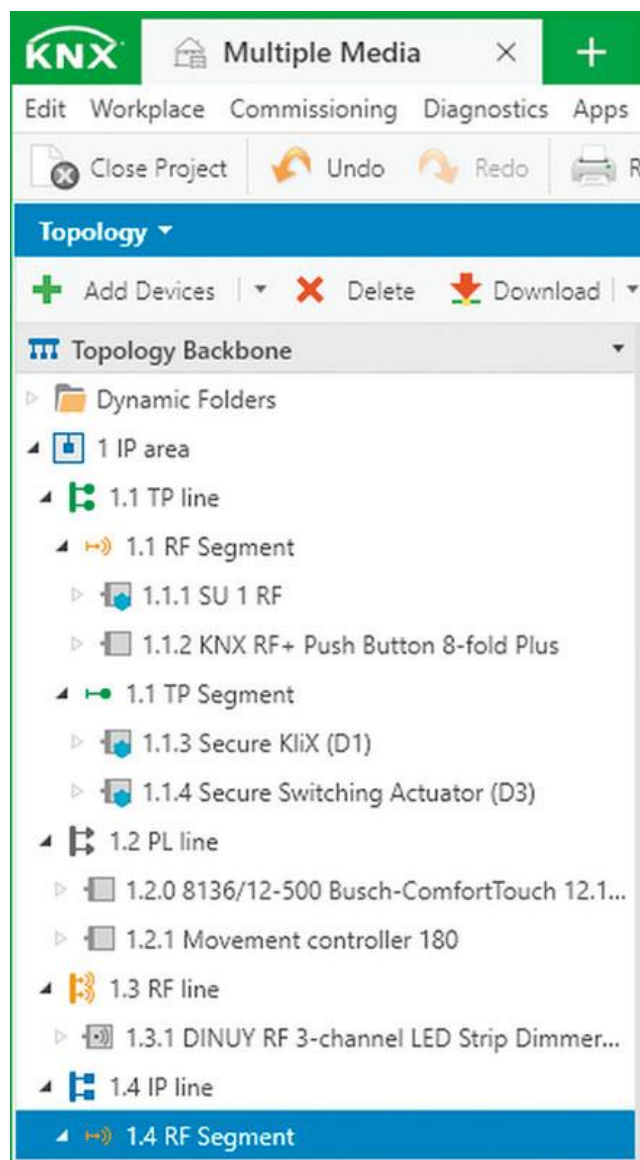 KNX Multiple Media
Edit Workplace Commissioning Diagnostics Apps
Close Project Undo Redo R
Topology
Add Devices Delete Download
Topology Backbone
Dynamic Folders
1 IP area
1.1 TP line
1.1 RF Segment
1.1.1 SU 1 RF
1.1.2 KNX RF+ Push Button 8-fold Plus
1.1 TP Segment
1.1.3 Secure KliX (D1)
1.1.4 Secure Switching Actuator (D3)
1.2 PL line
1.2.0 8136/12-500 Busch-ComfortTouch 12.1...
1.2.1 Movement controller 180
1.3 RF line
1.3.1 DINUY RF 3-channel LED Strip Dimmer...
1.4 IP line
1.4 RF Segment